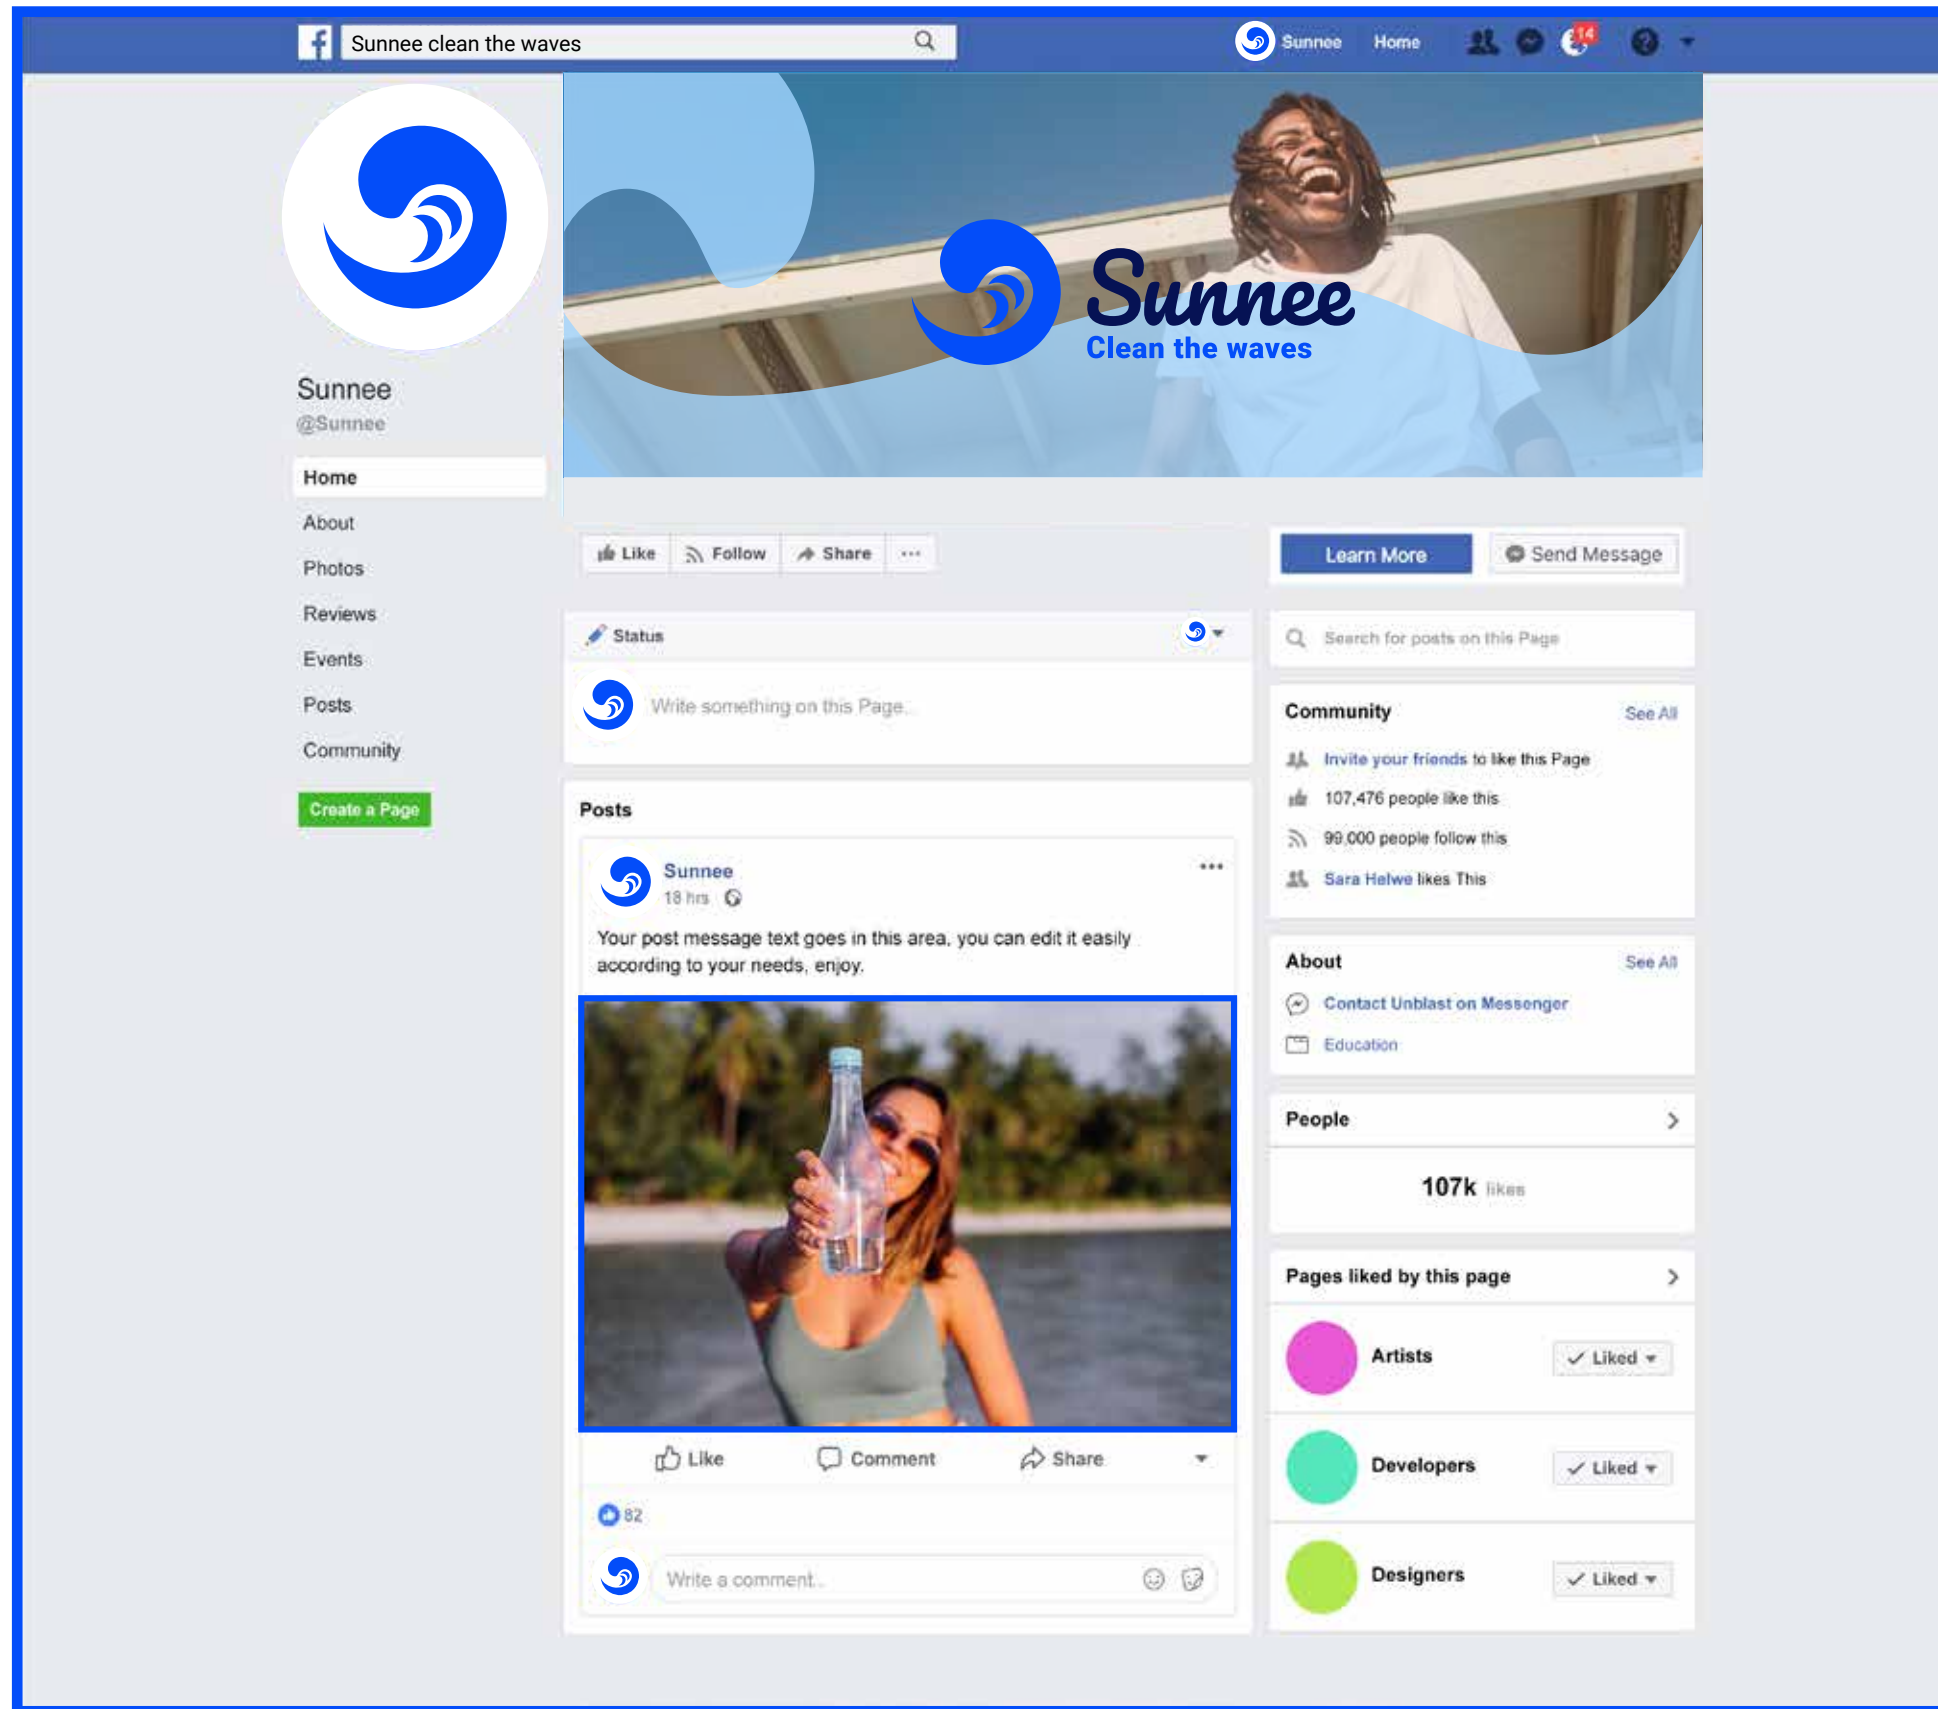 Sunnee clean the waves
Sunnee
Home
14
Sunnee
Clean the waves
Sunnee
@Sunnee
Home
About
Photos
Reviews
Events
Posts
Community
Create a Page
Like
Follow
Share
Learn More
Send Message
Status
Write something on this Page..
Posts
Sunnee
18 hrs
Your post message text goes in this area, you can edit it easily
according to your needs, enjoy.
Like
Comment
Share
82
Write a comment..
Search for posts on this Page
Community
See All
Invite your friends to like this Page
107,476 people like this
99,000 people follow this
Sara Helwe likes This
About
See All
Contact Unblast on Messenger
Education
People
107k likes
Pages liked by this page
Artists
Liked
Developers
Liked
Designers
Liked